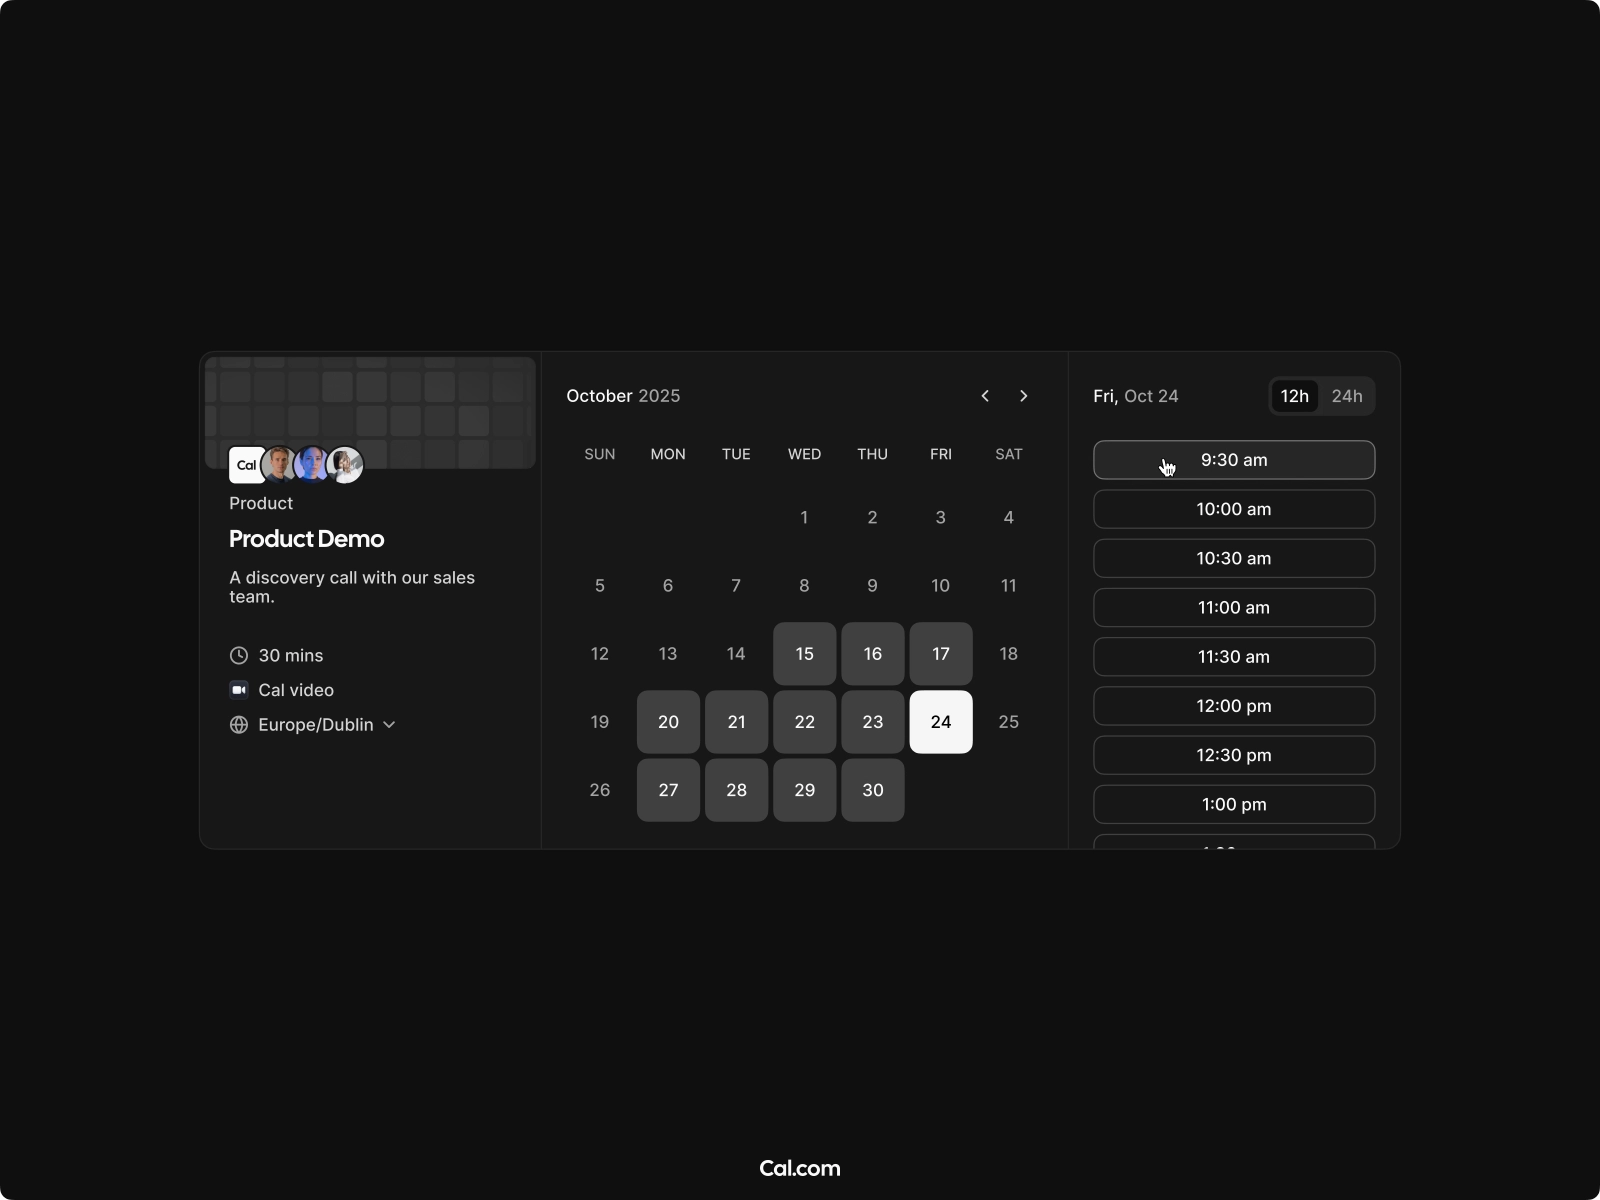 Cal
Product
Product Demo
A discovery call with our sales
team.
30 mins
Cal video
Europe/Dublin
October 2025
SUN MON TUE WED THU FRI SAT
1 2 3 4
5 6 7 8 9 10 11
12 13 14 15 16 17 18
19 20 21 22 23 24 25
26 27 28 29 30
Fri, Oct 24
12h 24h
9:30 am
10:00 am
10:30 am
11:00 am
11:30 am
12:00 pm
12:30 pm
1:00 pm
Cal.com